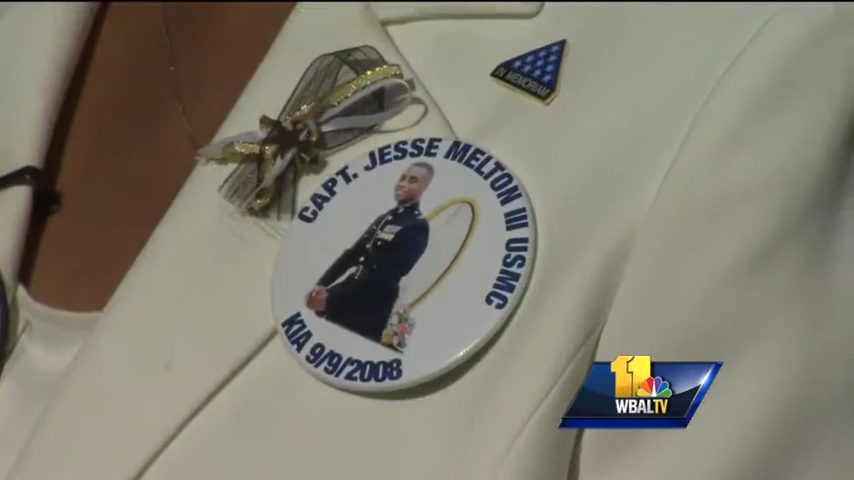 IN MEMORIAM
CAPT. JESSE MELTON III USMC
KIA 9/9/2008
11
WBALTV